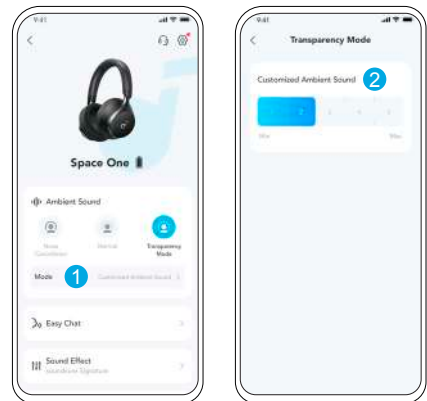 9:41
Space One
Ambient Sound
Noise Cancellation
Normal
Transparency Mode
Mode
1
Customized Ambient Sound
Easy Chat
Sound Effect
soundcore Signature
9:41
Transparency Mode
Customized Ambient Sound
2
1 2 3 4 5
Min
Max